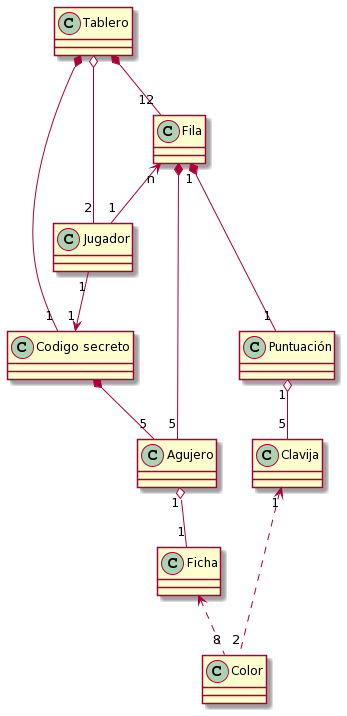 C Tablero
12
C Fila
2
1
n
1
C Jugador
1
1
1
1
C Codigo secreto
C Puntuación
5
5
1
5
C Agujero
C Clavija
1
1
1
C Ficha
8
2
C Color